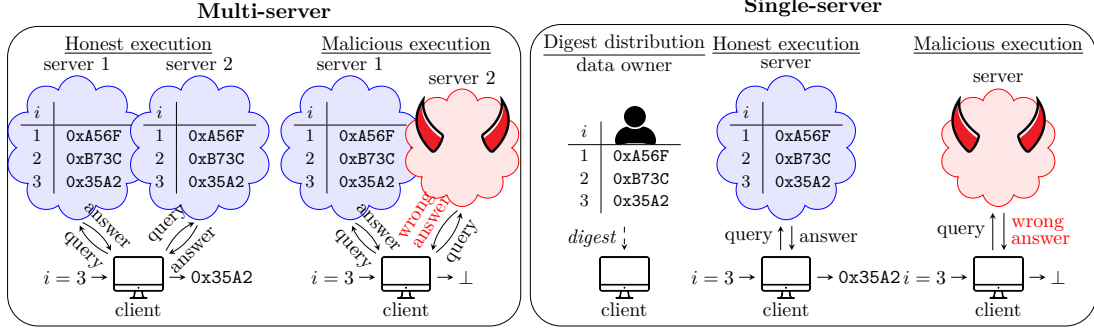 Multi-server
Honest execution
server 1
server 2
i
1 0xA56F
2 0xB73C
3 0x35A2
i
1 0xA56F
2 0xB73C
3 0x35A2
answer
query
query
answer
i = 3
0x35A2
client
Malicious execution
server 1
server 2
i
1 0xA56F
2 0xB73C
3 0x35A2
answer
query
wrong
answer
query
i = 3
⊥
client
Single-server
Digest distribution
data owner
i
1 0xA56F
2 0xB73C
3 0x35A2
digest
client
Honest execution
server
i
1 0xA56F
2 0xB73C
3 0x35A2
query
answer
i = 3
0x35A2
client
Malicious execution
server
query
wrong
answer
i = 3
⊥
client